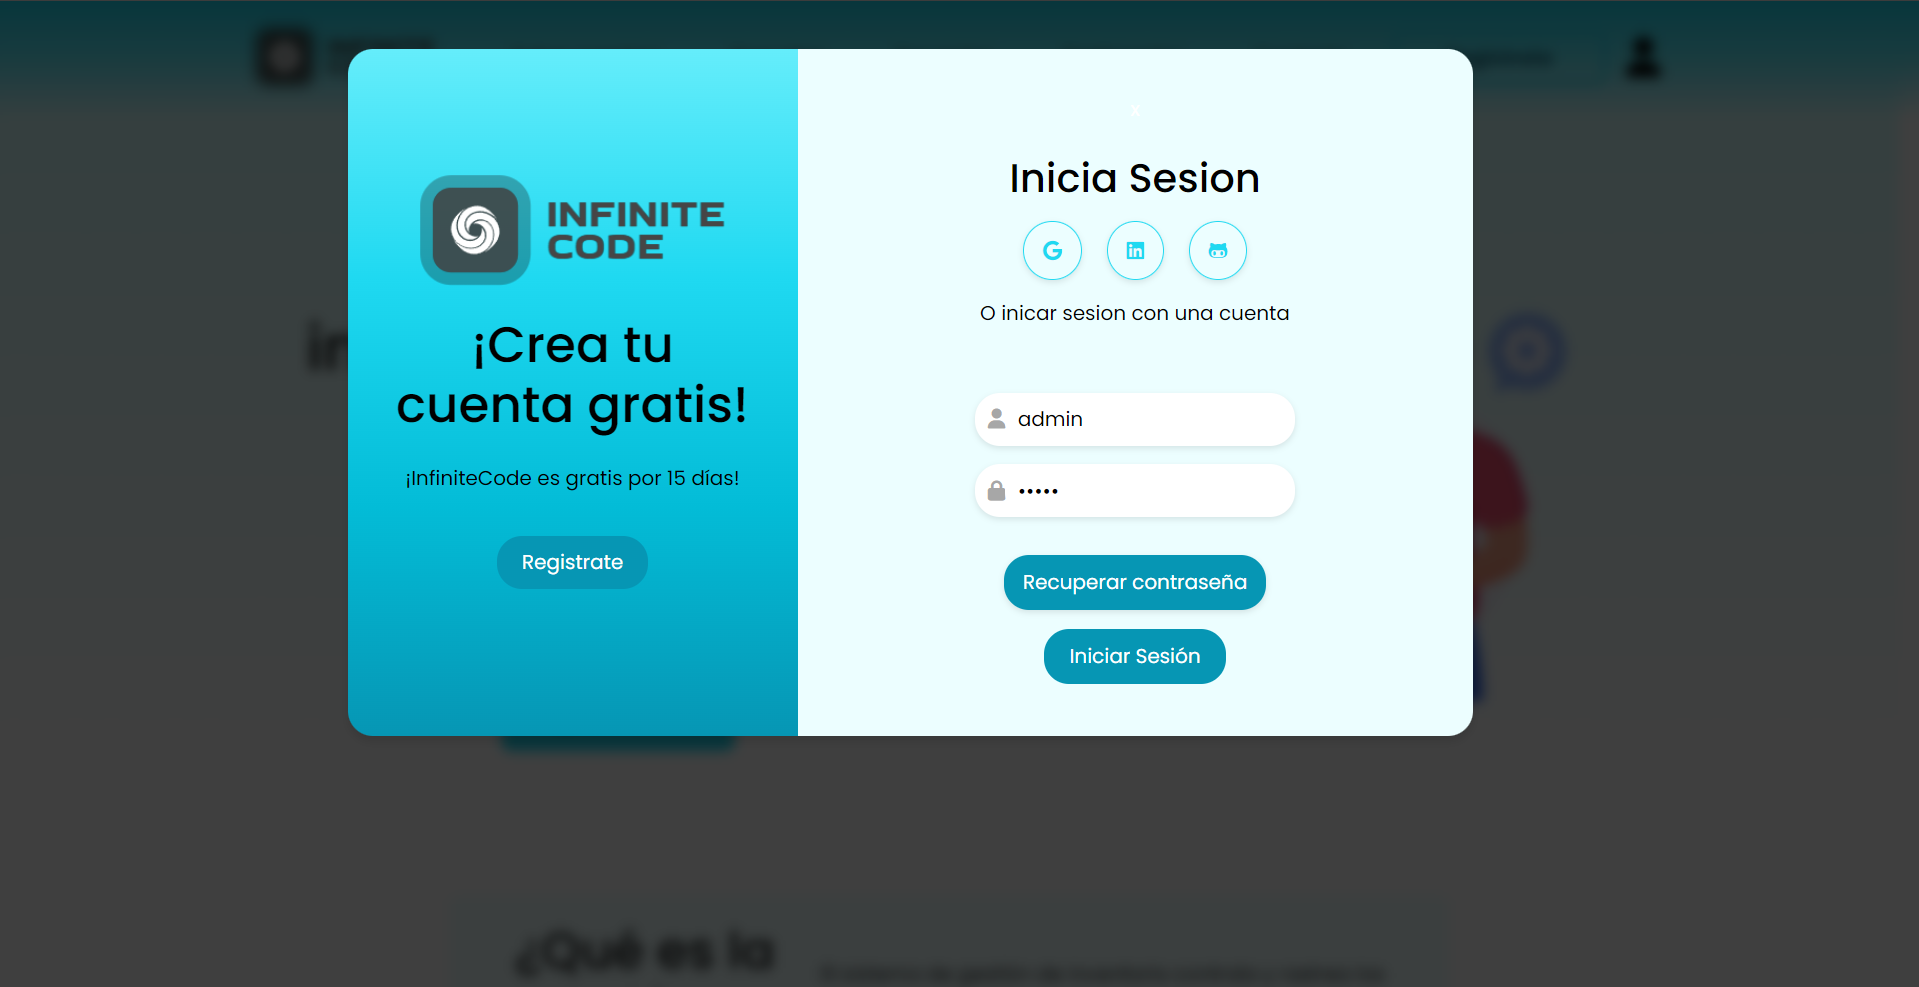 INFINITE
CODE
¡Crea tu
cuenta gratis!
¡InfiniteCode es gratis por 15 días!
Registrate
Inicia Sesion
O inicar sesion con una cuenta
admin
•••••
Recuperar contraseña
Iniciar Sesión
¿Qué es la